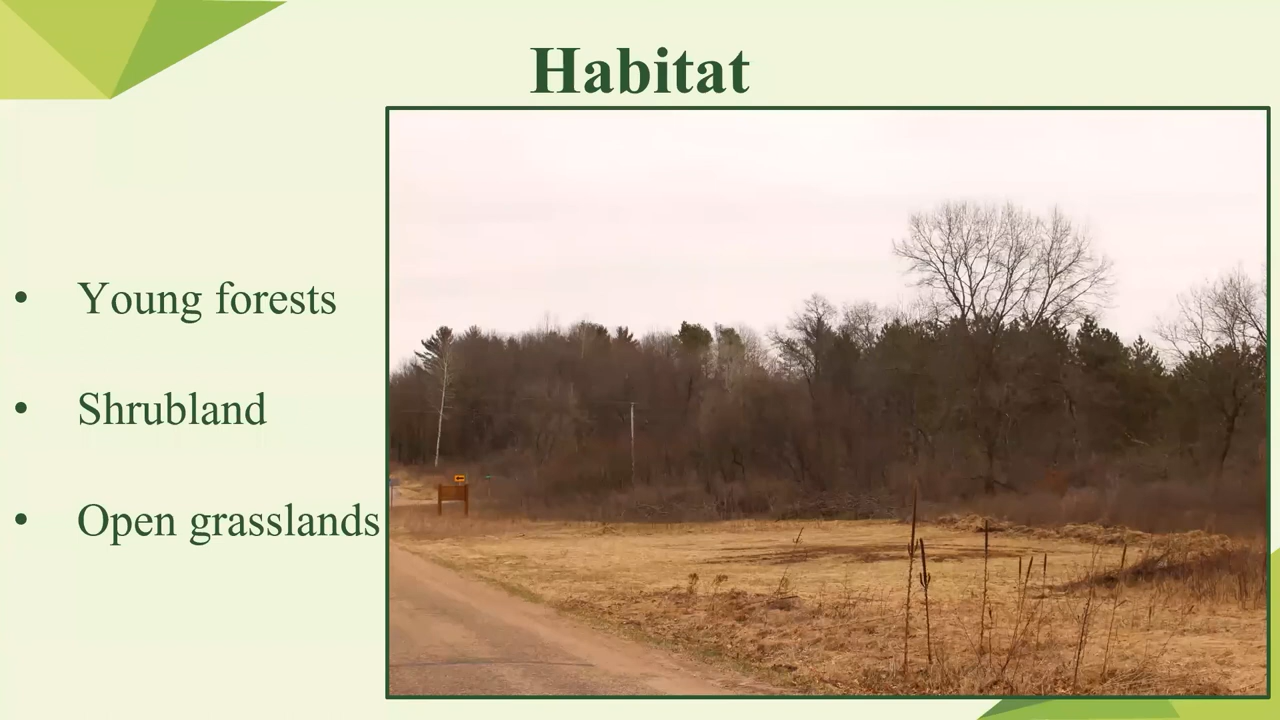 Habitat
• Young forests
• Shrubland
• Open grasslands